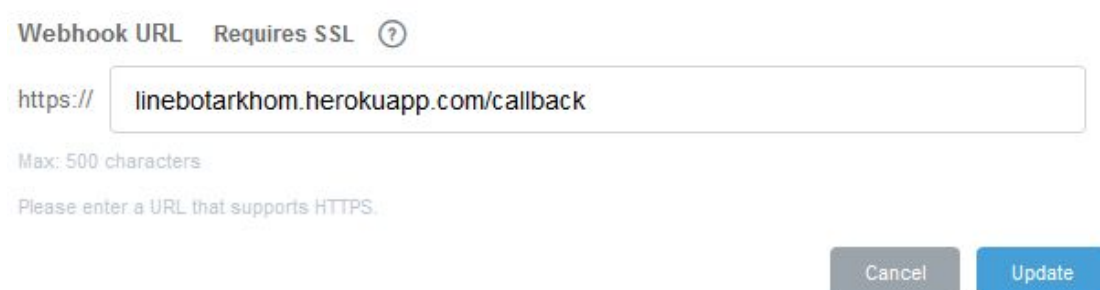 Webhook URL Requires SSL ?
https:// linebotarkhom.herokuapp.com/callback
Max: 500 characters
Please enter a URL that supports HTTPS.
Cancel Update